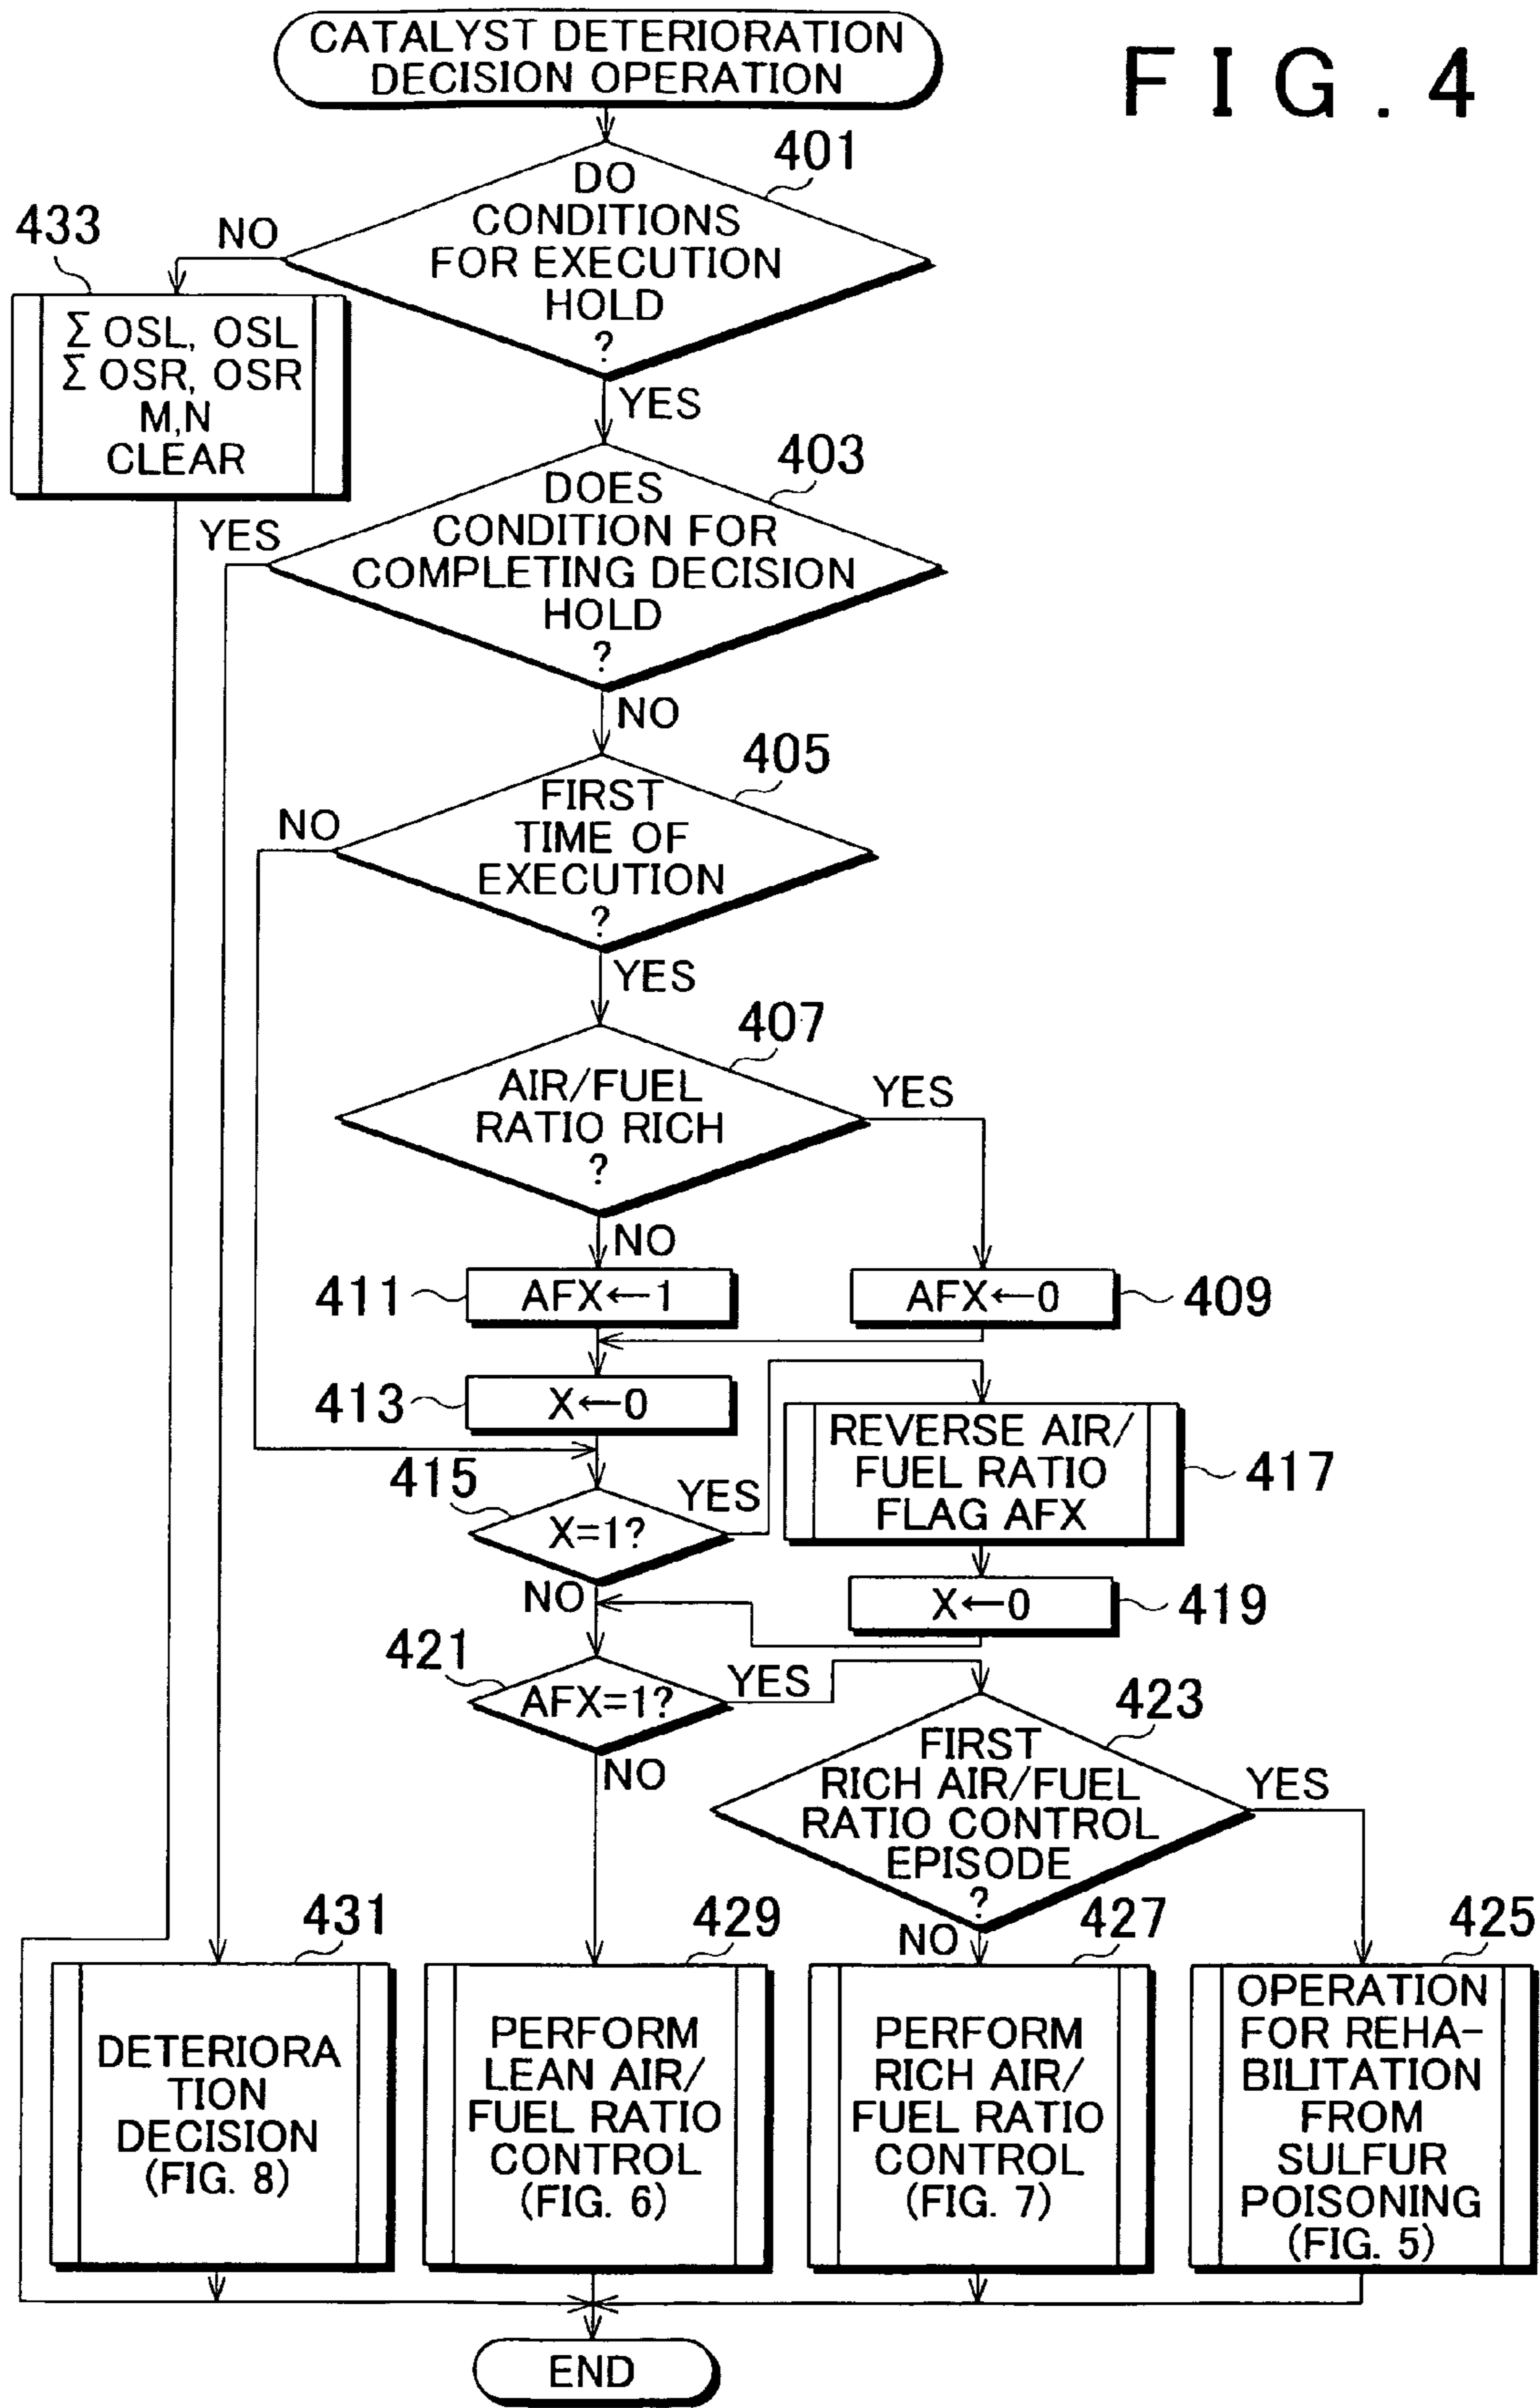 FIG.4
CATALYST DETERIORATION
DECISION OPERATION
401
DO
CONDITIONS
FOR EXECUTION
HOLD
?
NO
YES
433
Σ OSL, OSL
Σ OSR, OSR
M,N
CLEAR
403
DOES
CONDITION FOR
COMPLETING DECISION
HOLD
?
YES
NO
405
FIRST
TIME OF
EXECUTION
?
NO
YES
407
AIR/FUEL
RATIO RICH
?
YES
NO
411
AFX←1
AFX←0
409
413
X←0
REVERSE AIR/
FUEL RATIO
FLAG AFX
417
415
X=1?
YES
NO
X←0
419
421
AFX=1?
YES
NO
423
FIRST
RICH AIR/FUEL
RATIO CONTROL
EPISODE
?
YES
NO
431
DETERIORA
TION
DECISION
(FIG. 8)
429
PERFORM
LEAN AIR/
FUEL RATIO
CONTROL
(FIG. 6)
427
PERFORM
RICH AIR/
FUEL RATIO
CONTROL
(FIG. 7)
425
OPERATION
FOR REHA-
BILITATION
FROM
SULFUR
POISONING
(FIG. 5)
END